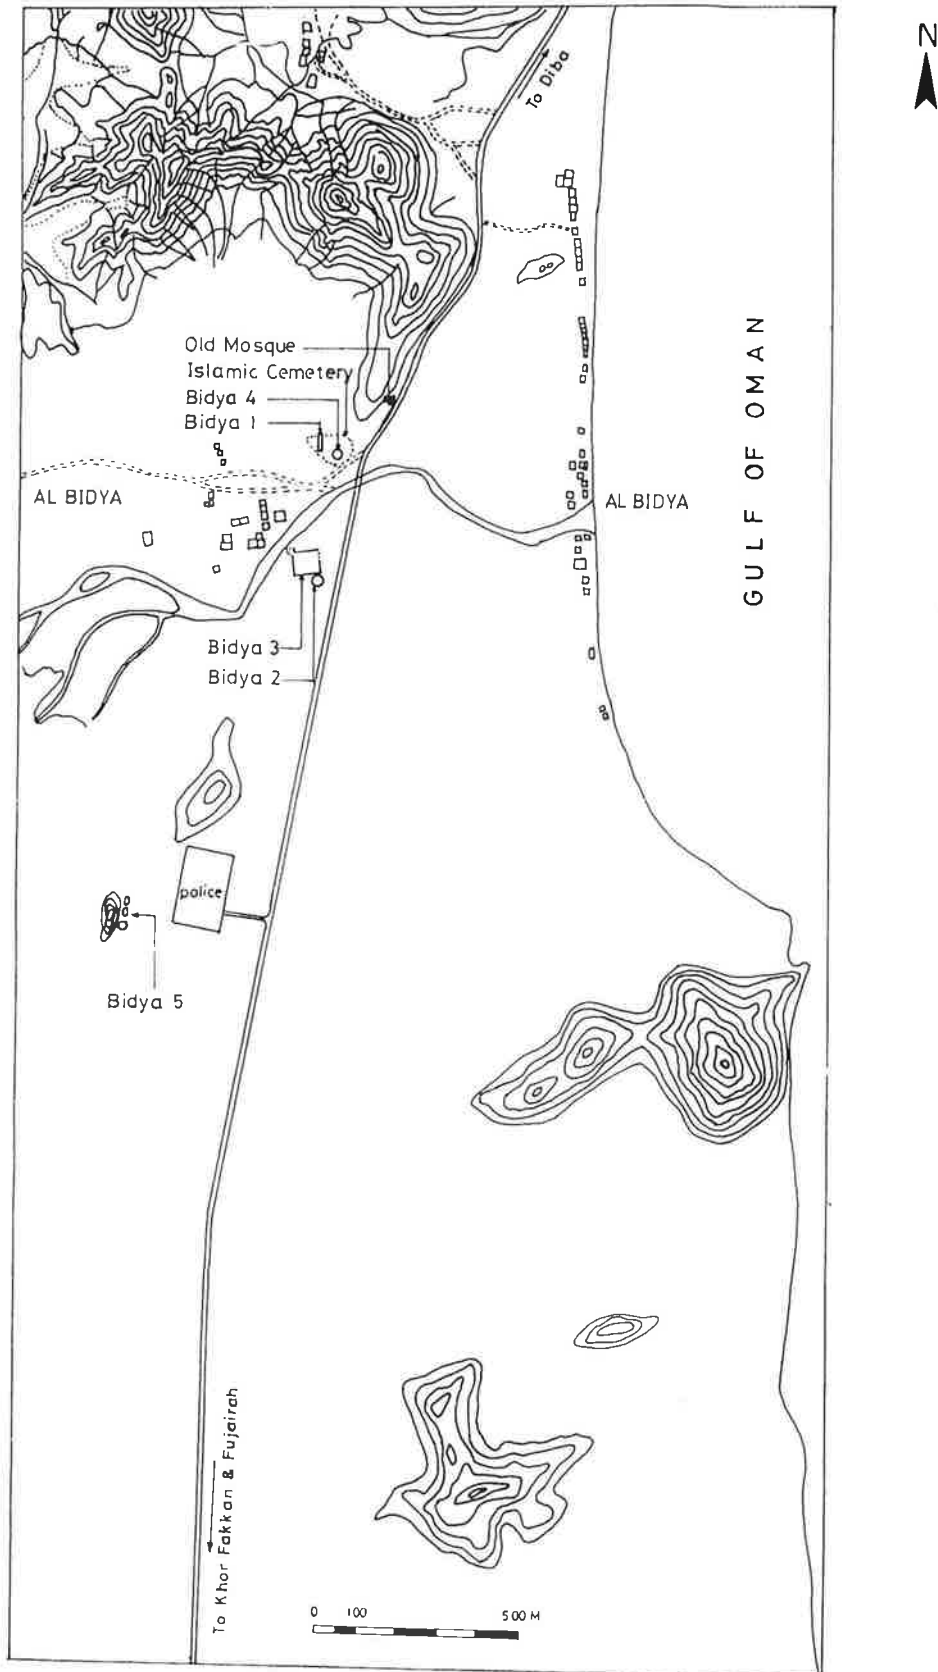 N
To Diba
Old Mosque
Islamic Cemetery
Bidya 4
Bidya 1
AL BIDYA
AL BIDYA
GULF OF OMAN
Bidya 3
Bidya 2
police
Bidya 5
To Khor Fakkan & Fujairah
0 100 500 M